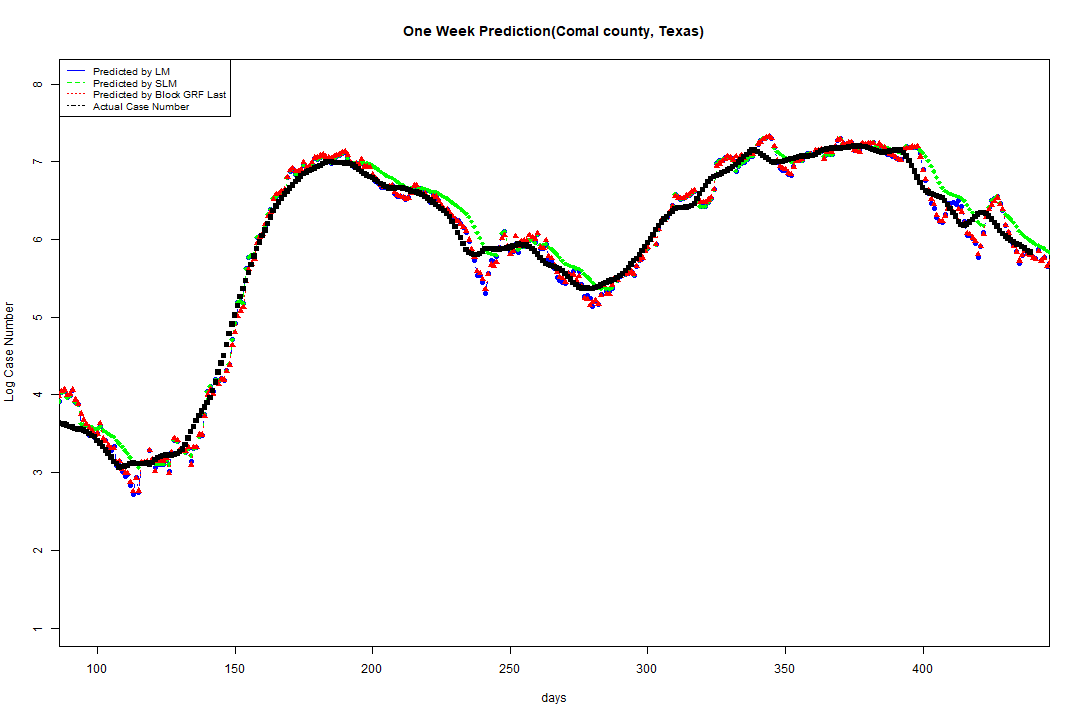 One Week Prediction(Comal county, Texas)
Predicted by LM
Predicted by SLM
Predicted by Block GRF Last
Actual Case Number
8
7
6
5
4
3
2
1
Log Case Number
100 150 200 250 300 350 400
days